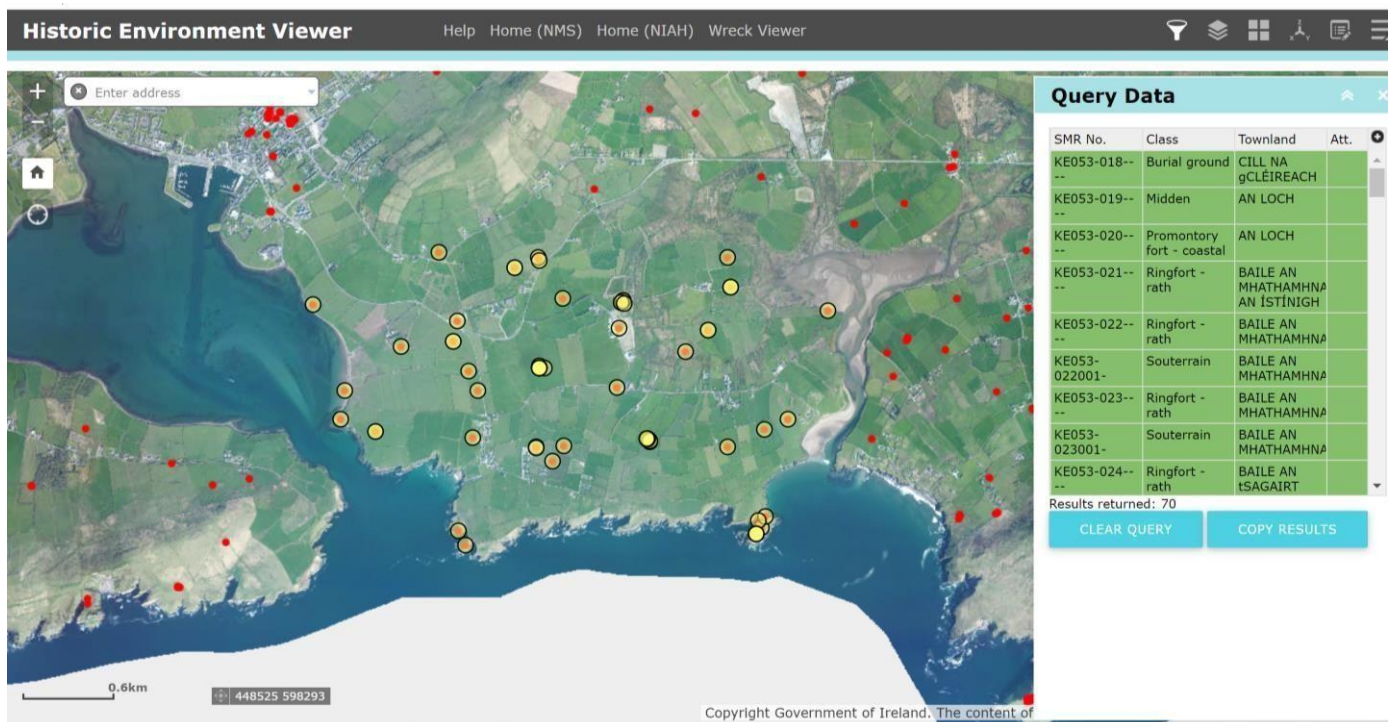 Historic Environment Viewer
Help Home (NMS) Home (NIAH) Wreck Viewer
+
Enter address
−
Query Data
SMR No. Class Townland Att.
KE053-018-- Burial ground CILL NA
-- gCLÉIREACH
KE053-019-- Midden AN LOCH
--
KE053-020-- Promontory AN LOCH
-- fort - coastal
KE053-021-- Ringfort - BAILE AN
-- rath MHATHAMHNA
AN ÍSTÍNIGH
KE053-022-- Ringfort - BAILE AN
-- rath MHATHAMHNA
KE053- Souterrain BAILE AN
022001- MHATHAMHNA
KE053-023-- Ringfort - BAILE AN
-- rath MHATHAMHNA
KE053- Souterrain BAILE AN
023001- MHATHAMHNA
KE053-024-- Ringfort - BAILE AN
-- rath tSAGAIRT
Results returned: 70
CLEAR QUERY COPY RESULTS
0.6km
448525 598293
Copyright Government of Ireland. The content of